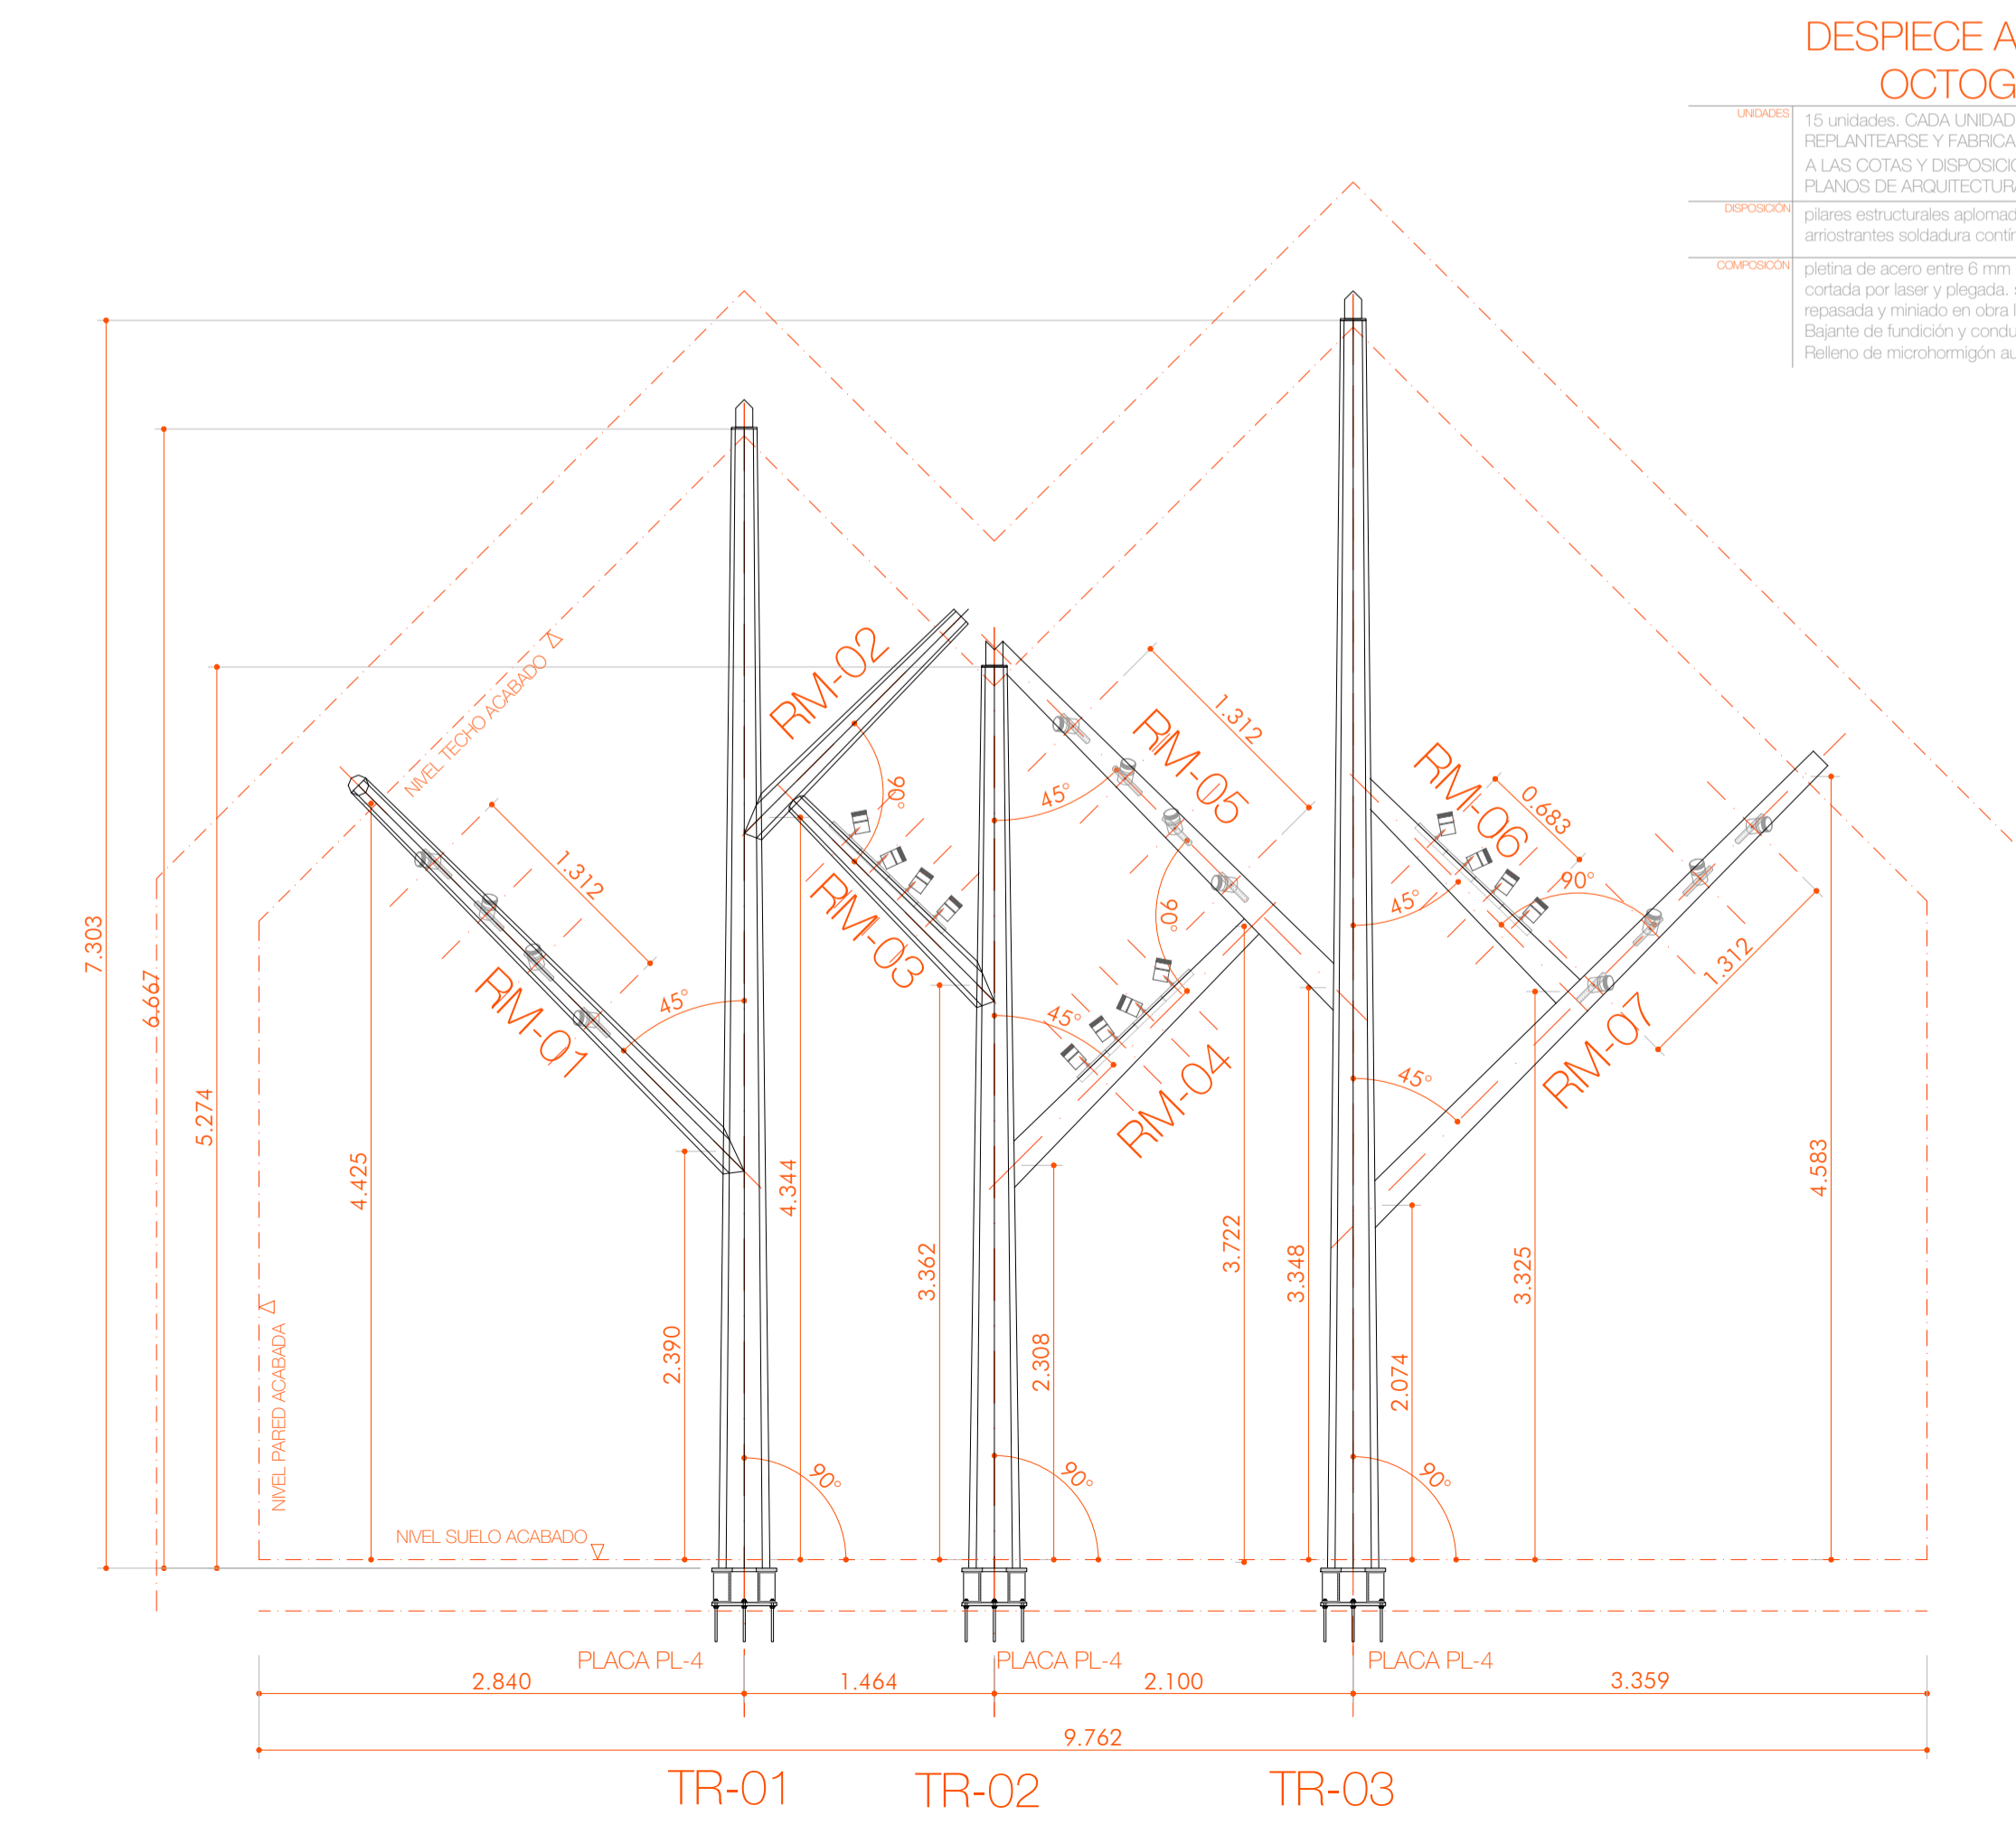 DESPIECE A
OCTOG
UNIDADES
15 unidades. CADA UNIDAD
REPLANTEARSE Y FABRICA
A LAS COTAS Y DISPOSICI
PLANOS DE ARQUITECTURA
DISPOSICIÓN
pilares estructurales aplomad
arriostrantes soldadura contí
COMPOSICÓN
pletina de acero entre 6 mm
cortada por laser y plegada.
repasada y miniado en obra
Bajante de fundición y condu
Relleno de microhormigón au
NIVEL TECHO ACABADO
NIVEL PARED ACABADA
NIVEL SUELO ACABADO
7.303
6.667
5.274
4.425
2.390
4.344
3.362
2.308
3.722
3.348
2.074
3.325
4.583
RM-01
1.312
45°
RM-02
90°
RM-03
45°
RM-04
45°
RM-05
1.312
90°
RM-06
0.683
45°
90°
RM-07
1.312
45°
90°
90°
90°
PLACA PL-4
PLACA PL-4
PLACA PL-4
2.840
1.464
2.100
3.359
9.762
TR-01
TR-02
TR-03